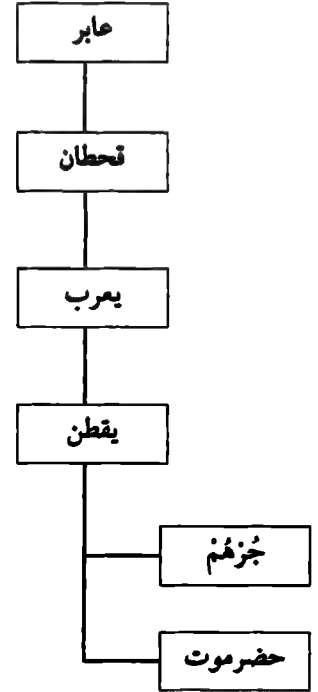 عابر
قحطان
يعرب
يقطن
جُرْهُمْ
حضرموت